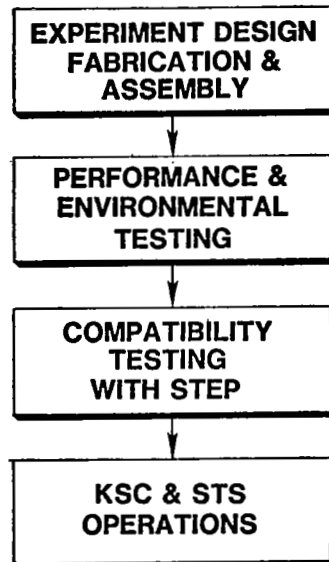 EXPERIMENT DESIGN
FABRICATION &
ASSEMBLY
PERFORMANCE &
ENVIRONMENTAL
TESTING
COMPATIBILITY
TESTING
WITH STEP
KSC & STS
OPERATIONS